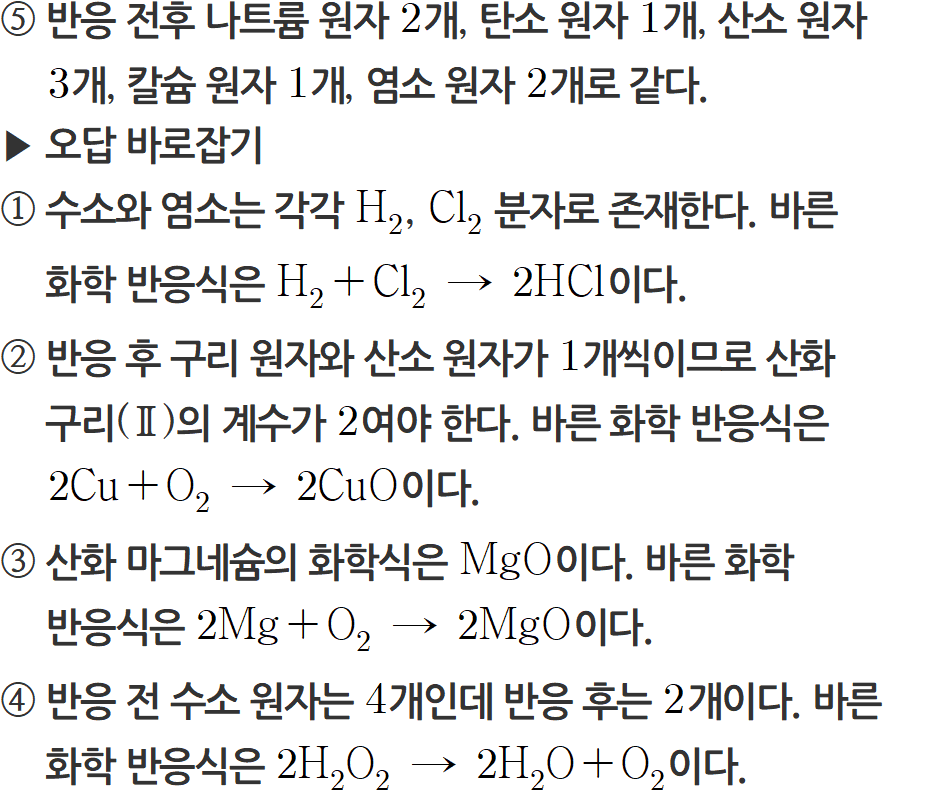 ⑤ 반응 전후 나트륨 원자 2개, 탄소 원자 1개, 산소 원자
3개, 칼슘 원자 1개, 염소 원자 2개로 같다.
▶ 오답 바로잡기
① 수소와 염소는 각각 H₂, Cl₂ 분자로 존재한다. 바른
화학 반응식은 H₂+Cl₂ → 2HCl이다.
② 반응 후 구리 원자와 산소 원자가 1개씩이므로 산화
구리(Ⅱ)의 계수가 2여야 한다. 바른 화학 반응식은
2Cu+O₂ → 2CuO이다.
③ 산화 마그네슘의 화학식은 MgO이다. 바른 화학
반응식은 2Mg+O₂ → 2MgO이다.
④ 반응 전 수소 원자는 4개인데 반응 후는 2개이다. 바른
화학 반응식은 2H₂O₂ → 2H₂O+O₂이다.